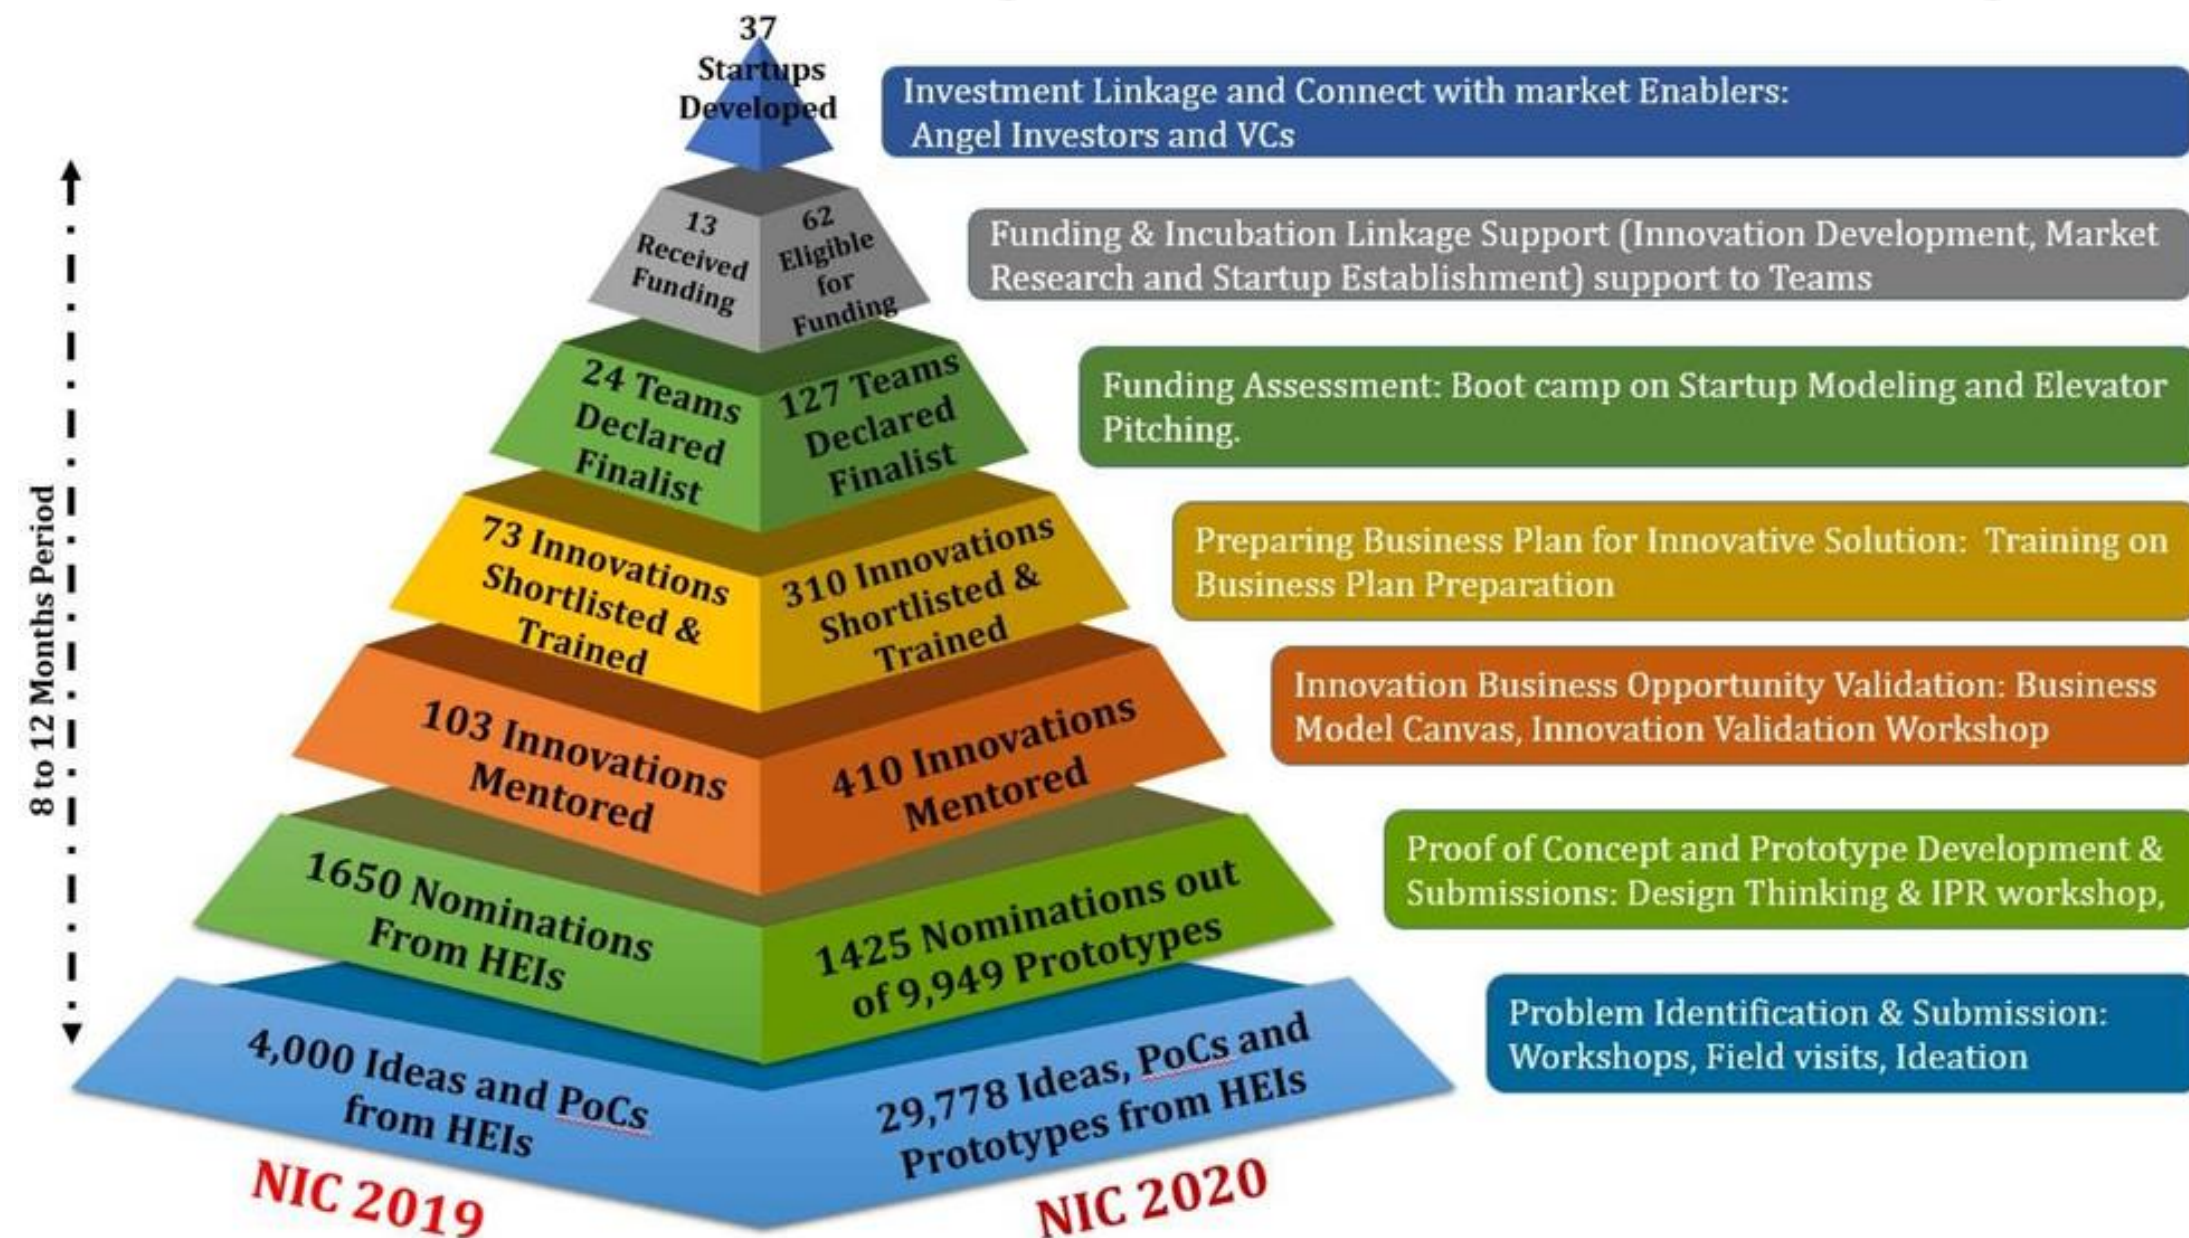 37
Startups
Developed
Investment Linkage and Connect with market Enablers:
Angel Investors and VCs
13
Received
Funding
62
Eligible
for
Funding
Funding & Incubation Linkage Support (Innovation Development, Market
Research and Startup Establishment) support to Teams
24 Teams
Declared
Finalist
127 Teams
Declared
Finalist
Funding Assessment: Boot camp on Startup Modeling and Elevator
Pitching.
73 Innovations
Shortlisted &
Trained
310 Innovations
Shortlisted &
Trained
Preparing Business Plan for Innovative Solution: Training on
Business Plan Preparation
103 Innovations
Mentored
410 Innovations
Mentored
Innovation Business Opportunity Validation: Business
Model Canvas, Innovation Validation Workshop
1650 Nominations
From HEIs
1425 Nominations out
of 9,949 Prototypes
Proof of Concept and Prototype Development &
Submissions: Design Thinking & IPR workshop,
4,000 Ideas and PoCs
from HEIs
29,778 Ideas, PoCs and
Prototypes from HEIs
Problem Identification & Submission:
Workshops, Field visits, Ideation
NIC 2019
NIC 2020
8 to 12 Months Period